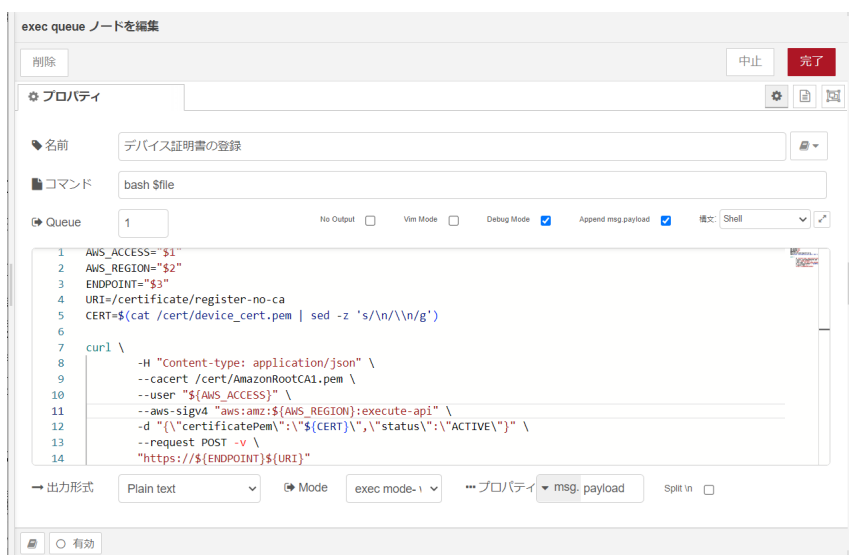 exec queue ノードを編集
削除
中止
完了
プロパティ
名前
デバイス証明書の登録
コマンド
bash $file
Queue
1
No Output
Vim Mode
Debug Mode
Append msg.payload
構文: Shell
1 AWS_ACCESS="$1"
2 AWS_REGION="$2"
3 ENDPOINT="$3"
4 URI=/certificate/register-no-ca
5 CERT=$(cat /cert/device_cert.pem | sed -z 's/\n/\\n/g')
6
7 curl \
8 -H "Content-type: application/json" \
9 --cacert /cert/AmazonRootCA1.pem \
10 --user "${AWS_ACCESS}" \
11 --aws-sigv4 "aws:amz:${AWS_REGION}:execute-api" \
12 -d "{\"certificatePem\":\"${CERT}\",\"status\":\"ACTIVE\"}" \
13 --request POST -v \
14 "https://${ENDPOINT}${URI}"
出力形式
Plain text
Mode
exec mode-
プロパティ
msg. payload
Split \n
有効